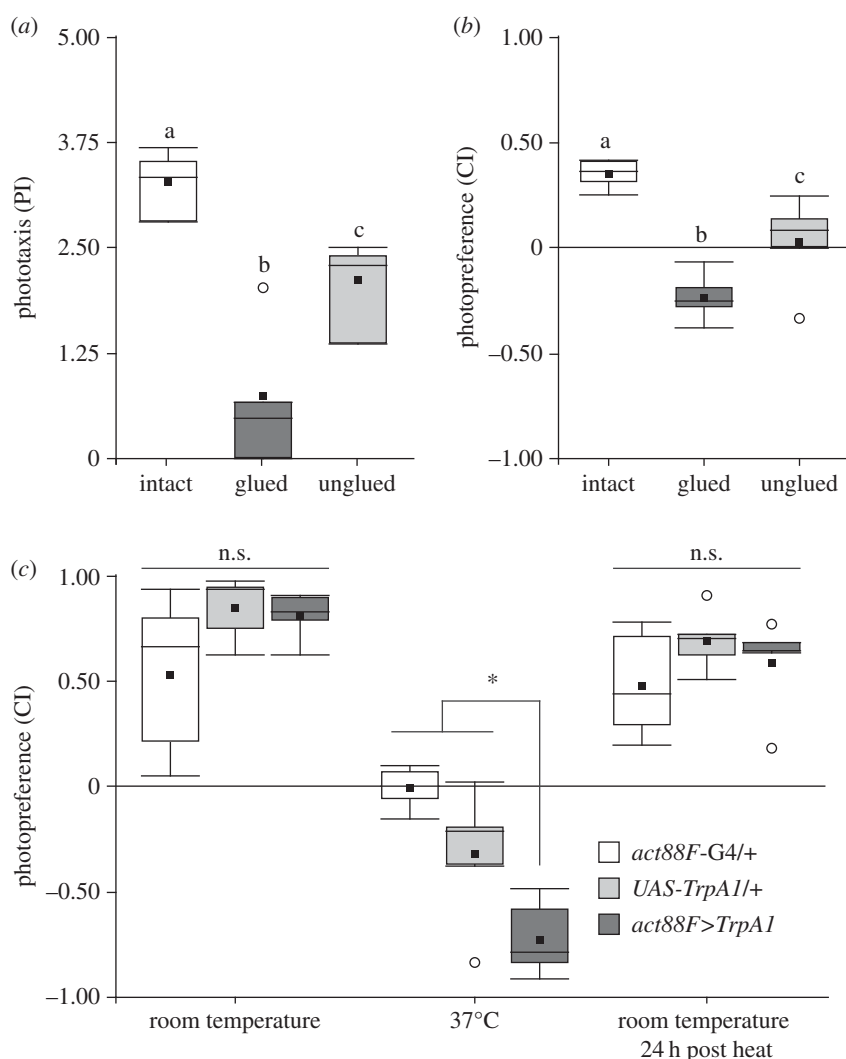 (a)
5.00
3.75
2.50
1.25
0
phototaxis (PI)
a
b
c
intact glued unglued
(b)
1.00
0.50
0
−0.50
−1.00
photopreference (CI)
a
b
c
intact glued unglued
(c)
1.00
0.50
0
−0.50
−1.00
photopreference (CI)
n.s.
*
n.s.
act88F-G4/+
UAS-TrpA1/+
act88F>TrpA1
room temperature
37°C
room temperature
24 h post heat